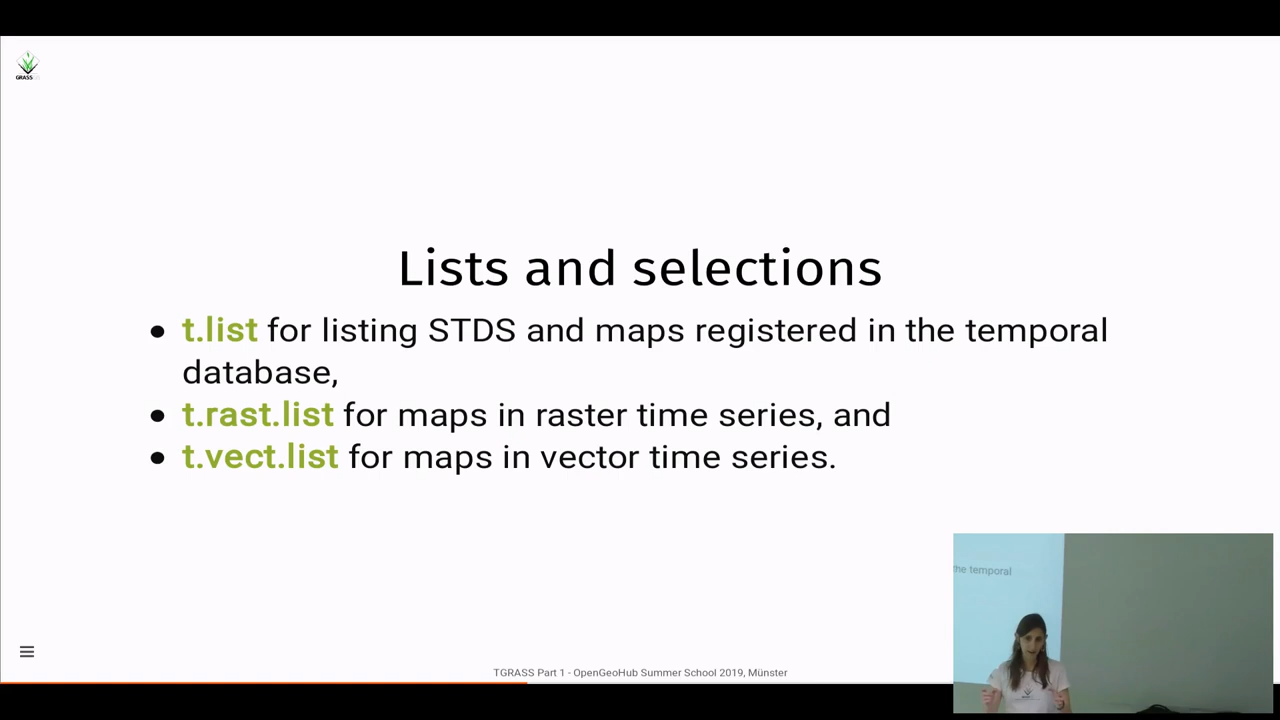 GRASS
Lists and selections
• t.list for listing STDS and maps registered in the temporal
database,
• t.rast.list for maps in raster time series, and
• t.vect.list for maps in vector time series.
the temporal
TGRASS Part 1 - OpenGeoHub Summer School 2019, Münster